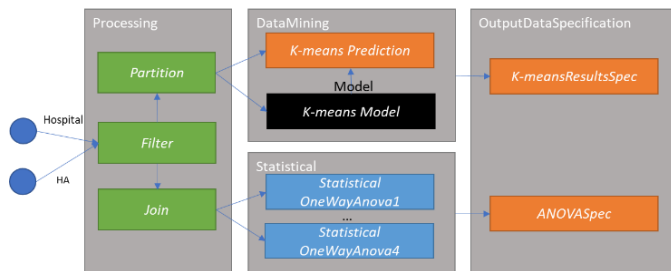 Processing
DataMining
OutputDataSpecification
Partition
K-means Prediction
K-meansResultsSpec
Model
K-means Model
Hospital
Filter
HA
Statistical
Join
Statistical
OneWayAnova1
...
Statistical
OneWayAnova4
ANOVASpec